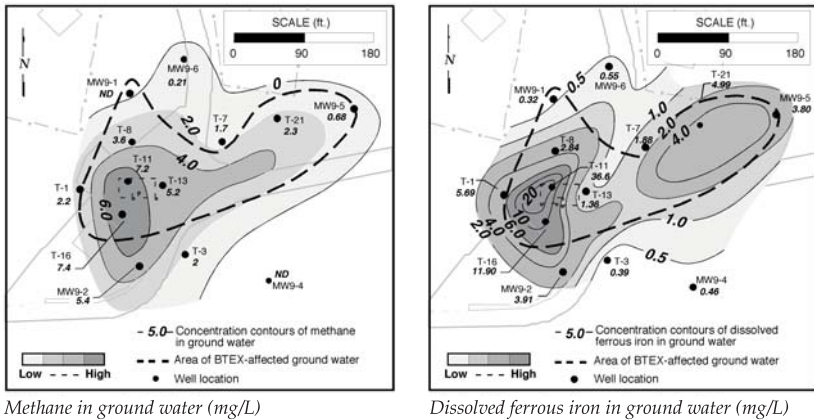 SCALE (ft.)
0 90 180
N
MW9-1
ND
MW9-6
0.21
0
MW9-5
0.68
T-8
3.6
2.0
T-7
1.7
T-21
2.3
T-11
7.2
4.0
T-13
5.2
T-1
2.2
6.0
T-16
7.4
T-3
2
MW9-2
5.4
ND
MW9-4
5.0 Concentration contours of methane
in ground water
Area of BTEX-affected ground water
Low High
Well location
Methane in ground water (mg/L)
SCALE (ft.)
0 90 180
N
MW9-1
0.32
0.5
0.55
MW9-6
T-21
4.99
1.0
2.0
4.0
MW9-5
3.80
T-8
2.84
T-7
1.88
T-11
36.6
T-13
1.36
T-1
5.69
20
10
6.0
4.0
2.0
1.0
0.5
T-16
11.90
T-3
0.39
MW9-2
3.91
MW9-4
0.46
5.0 Concentration contours of dissolved
ferrous iron in ground water
Area of BTEX-affected ground water
Low High
Well location
Dissolved ferrous iron in ground water (mg/L)